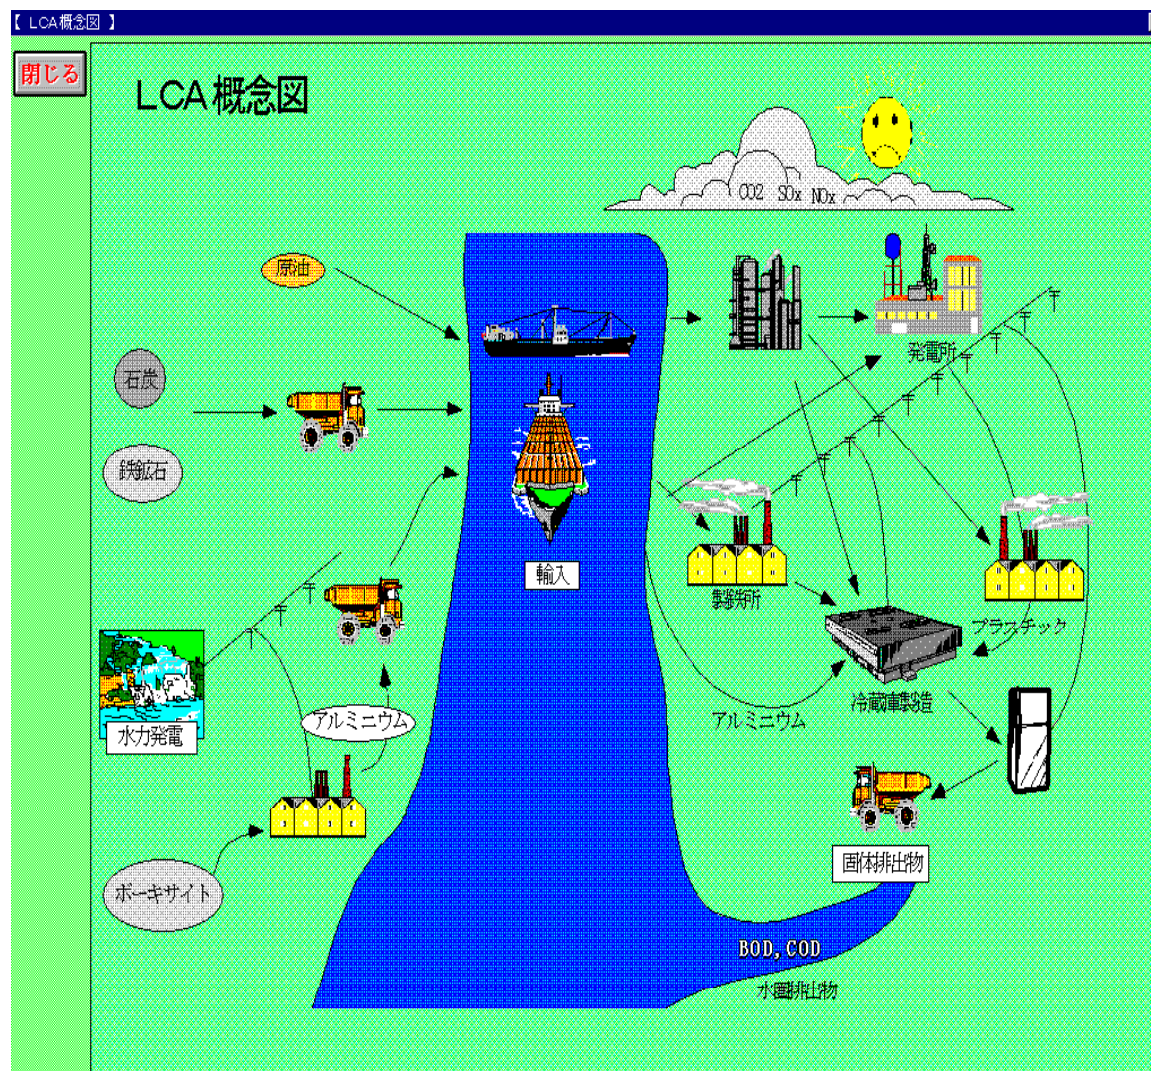 【 LCA概念図 】
閉じる
LCA概念図
CO2 SOx NOx
原油
発電所
石炭
鉄鉱石
輸入
製鉄所
プラスチック
冷蔵庫製造
アルミニウム
アルミニウム
水力発電
固体排出物
ボーキサイト
BOD,COD
水圏排出物